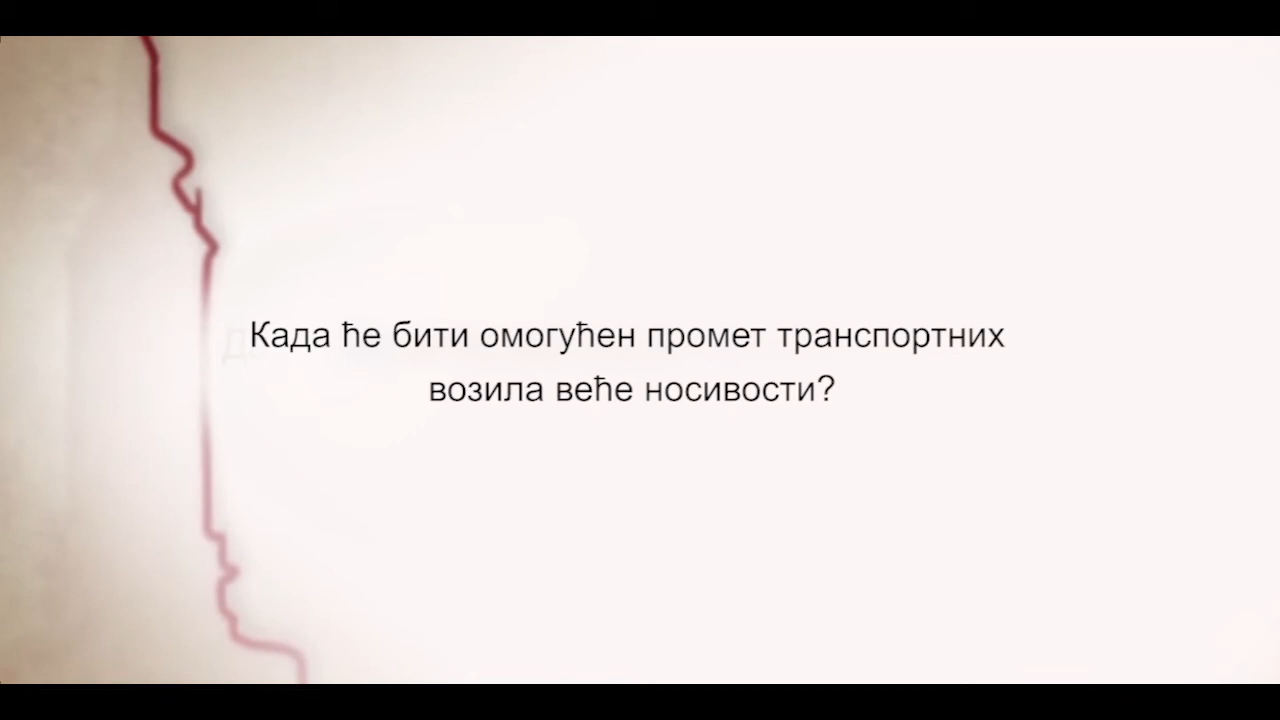 Када ће бити омогућен промет транспортних
возила веће носивости?